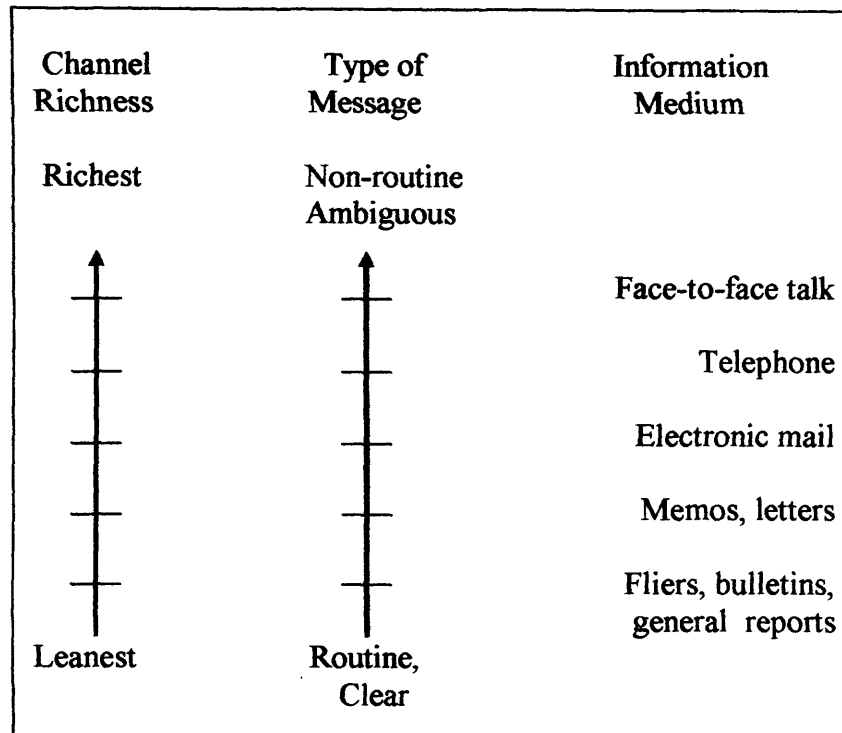 Channel Richness
Type of Message
Information Medium
Richest
Non-routine Ambiguous
Face-to-face talk
Telephone
Electronic mail
Memos, letters
Fliers, bulletins,
general reports
Leanest
Routine,
Clear